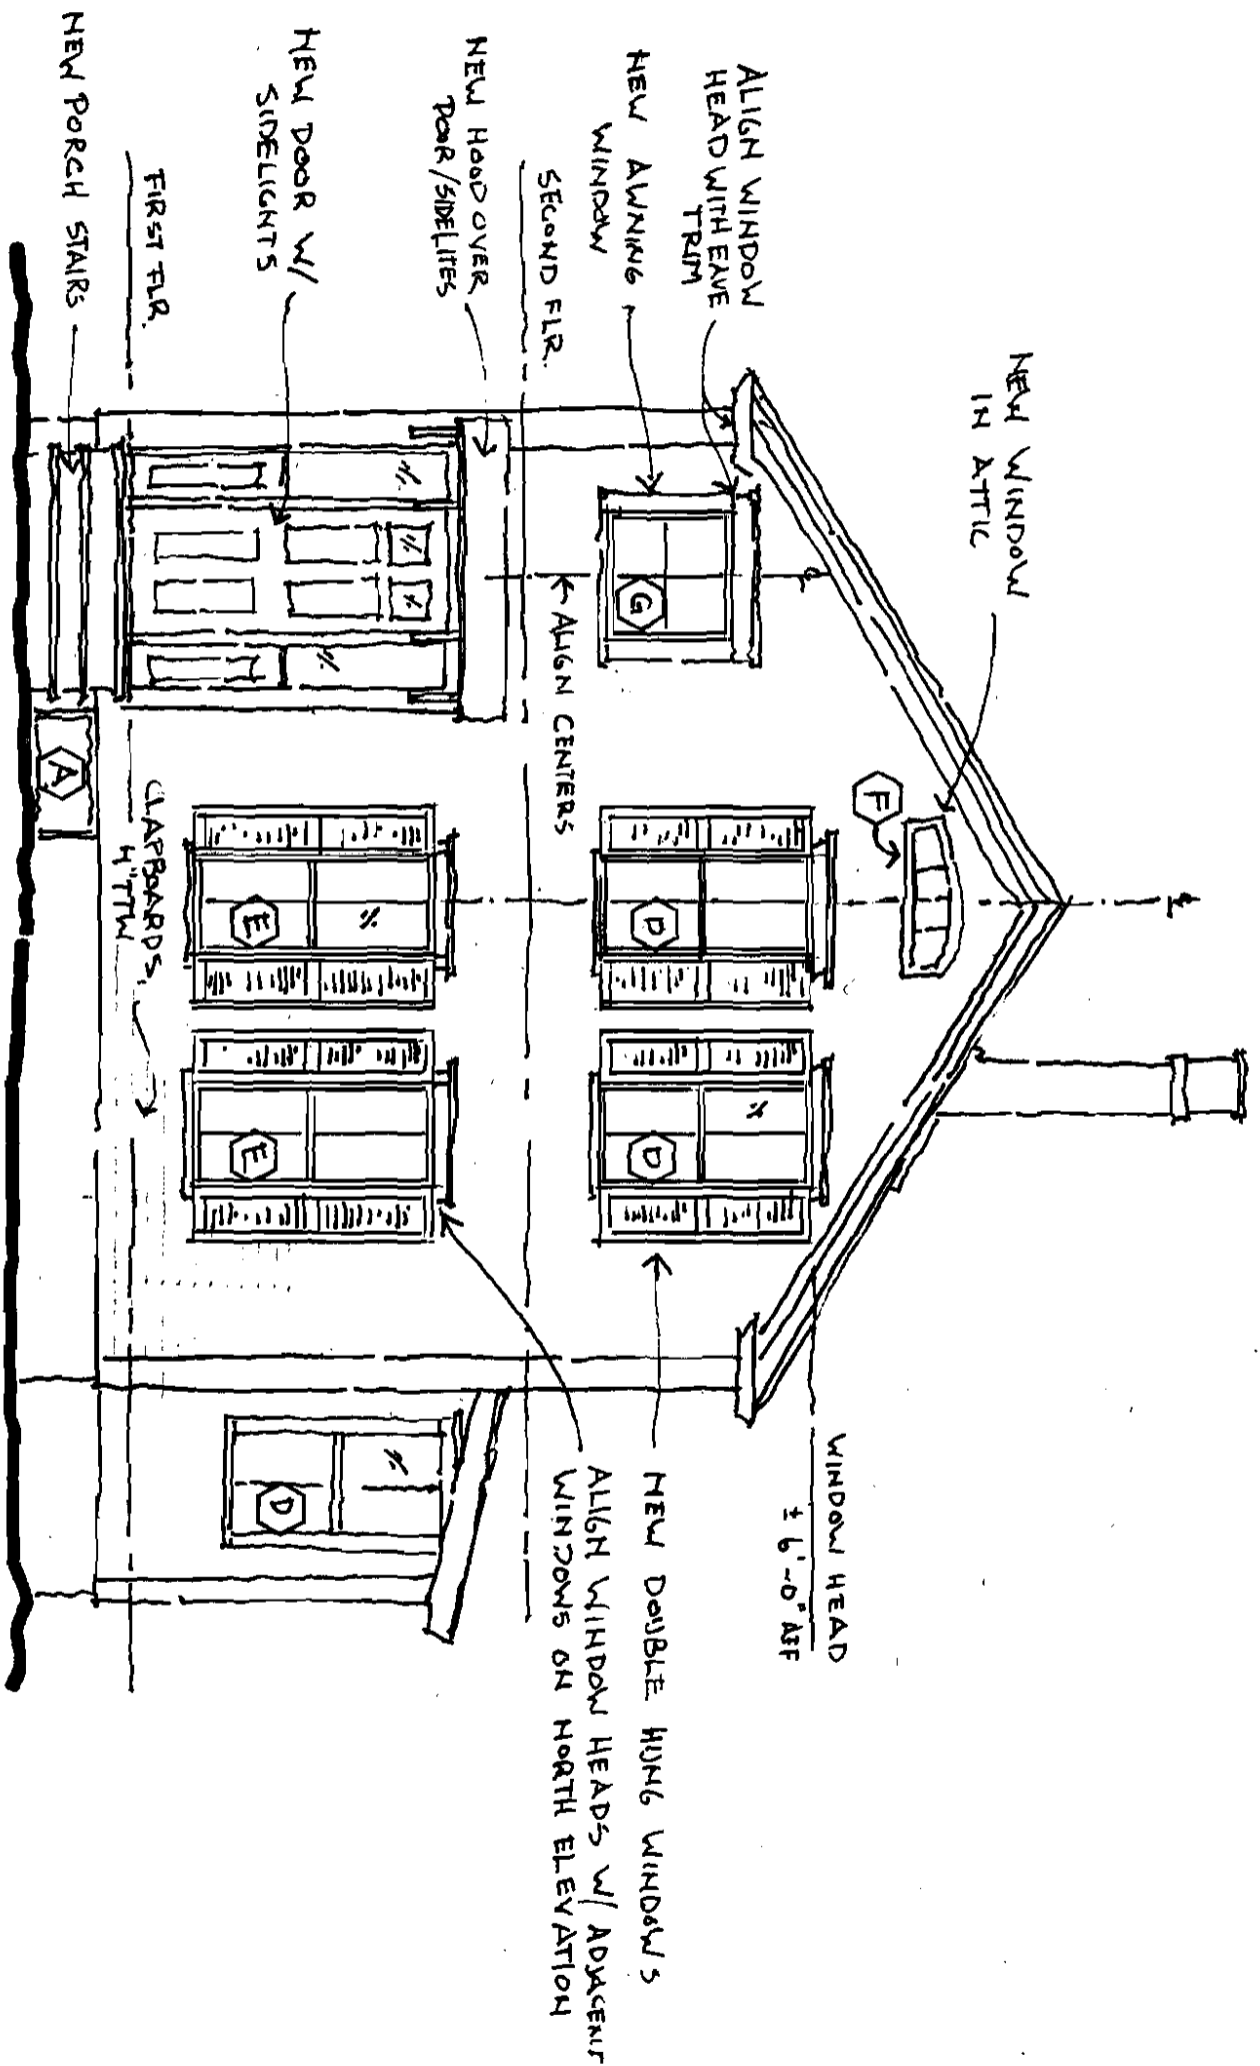 NEW WINDOW
IN ATTIC
ALIGN WINDOW
HEAD WITH EAVE
TRIM
NEW AWNING
WINDOW
SECOND FLR.
NEW HOOD OVER
DOOR/SIDELITES
NEW DOOR W/
SIDELIGHTS
FIRST FLR.
NEW PORCH STAIRS
F
G
← ALIGN CENTERS
D
D
E
E
D
A
CLAPBOARDS,
4" TTW
WINDOW HEAD
± 6'-0" AFF
NEW DOUBLE HUNG WINDOWS
ALIGN WINDOW HEADS W/ ADJACENT
WINDOWS ON NORTH ELEVATION